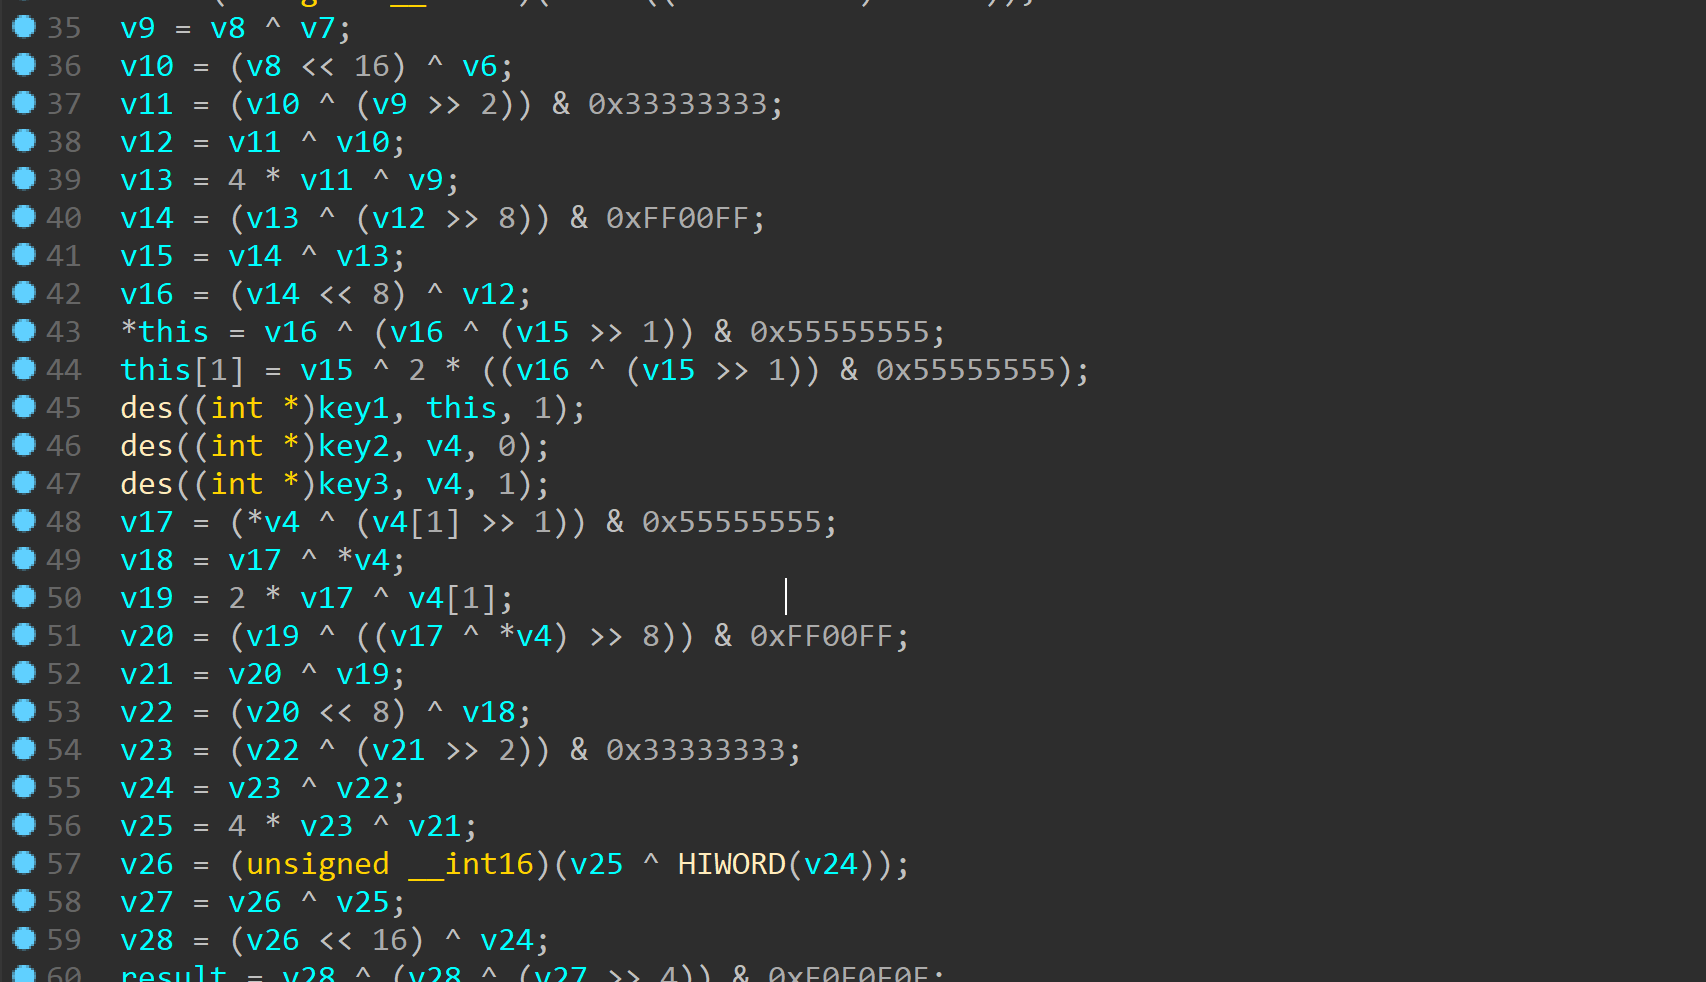 35 v9 = v8 ^ v7;
36 v10 = (v8 << 16) ^ v6;
37 v11 = (v10 ^ (v9 >> 2)) & 0x33333333;
38 v12 = v11 ^ v10;
39 v13 = 4 * v11 ^ v9;
40 v14 = (v13 ^ (v12 >> 8)) & 0xFF00FF;
41 v15 = v14 ^ v13;
42 v16 = (v14 << 8) ^ v12;
43 *this = v16 ^ (v16 ^ (v15 >> 1)) & 0x55555555;
44 this[1] = v15 ^ 2 * ((v16 ^ (v15 >> 1)) & 0x55555555);
45 des((int *)key1, this, 1);
46 des((int *)key2, v4, 0);
47 des((int *)key3, v4, 1);
48 v17 = (*v4 ^ (v4[1] >> 1)) & 0x55555555;
49 v18 = v17 ^ *v4;
50 v19 = 2 * v17 ^ v4[1];
51 v20 = (v19 ^ ((v17 ^ *v4) >> 8)) & 0xFF00FF;
52 v21 = v20 ^ v19;
53 v22 = (v20 << 8) ^ v18;
54 v23 = (v22 ^ (v21 >> 2)) & 0x33333333;
55 v24 = v23 ^ v22;
56 v25 = 4 * v23 ^ v21;
57 v26 = (unsigned __int16)(v25 ^ HIWORD(v24));
58 v27 = v26 ^ v25;
59 v28 = (v26 << 16) ^ v24;
60 result = v28 ^ (v28 ^ (v27 >> 4)) & 0xF0F0F0F;